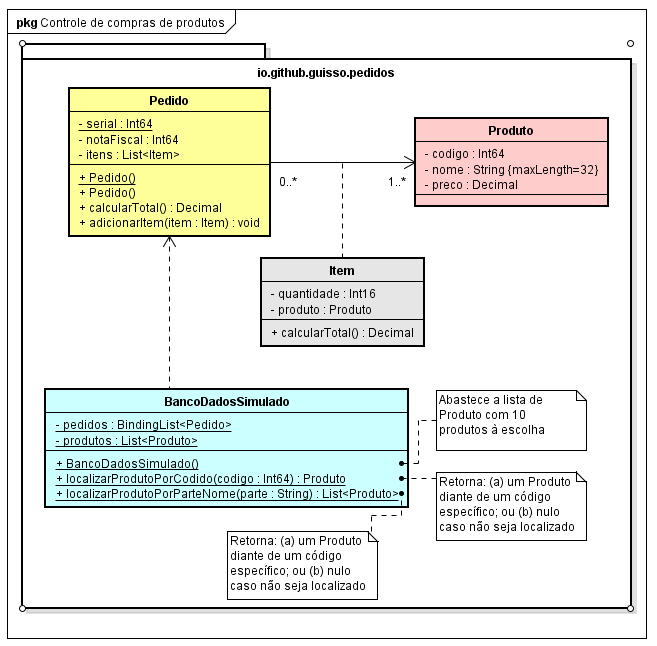 pkg Controle de compras de produtos
io.github.guisso.pedidos
Pedido
- serial : Int64
- notaFiscal : Int64
- itens : List<Item>
+ Pedido()
+ Pedido()
+ calcularTotal() : Decimal
+ adicionarItem(item : Item) : void
0..*
1..*
Produto
- codigo : Int64
- nome : String {maxLength=32}
- preco : Decimal
Item
- quantidade : Int16
- produto : Produto
+ calcularTotal() : Decimal
BancoDadosSimulado
- pedidos : BindingList<Pedido>
- produtos : List<Produto>
+ BancoDadosSimulado()
+ localizarProdutoPorCodido(codigo : Int64) : Produto
+ localizarProdutoPorParteNome(parte : String) : List<Produto>
Abastece a lista de
Produto com 10
produtos à escolha
Retorna: (a) um Produto
diante de um código
específico; ou (b) nulo
caso não seja localizado
Retorna: (a) um Produto
diante de um código
específico; ou (b) nulo
caso não seja localizado